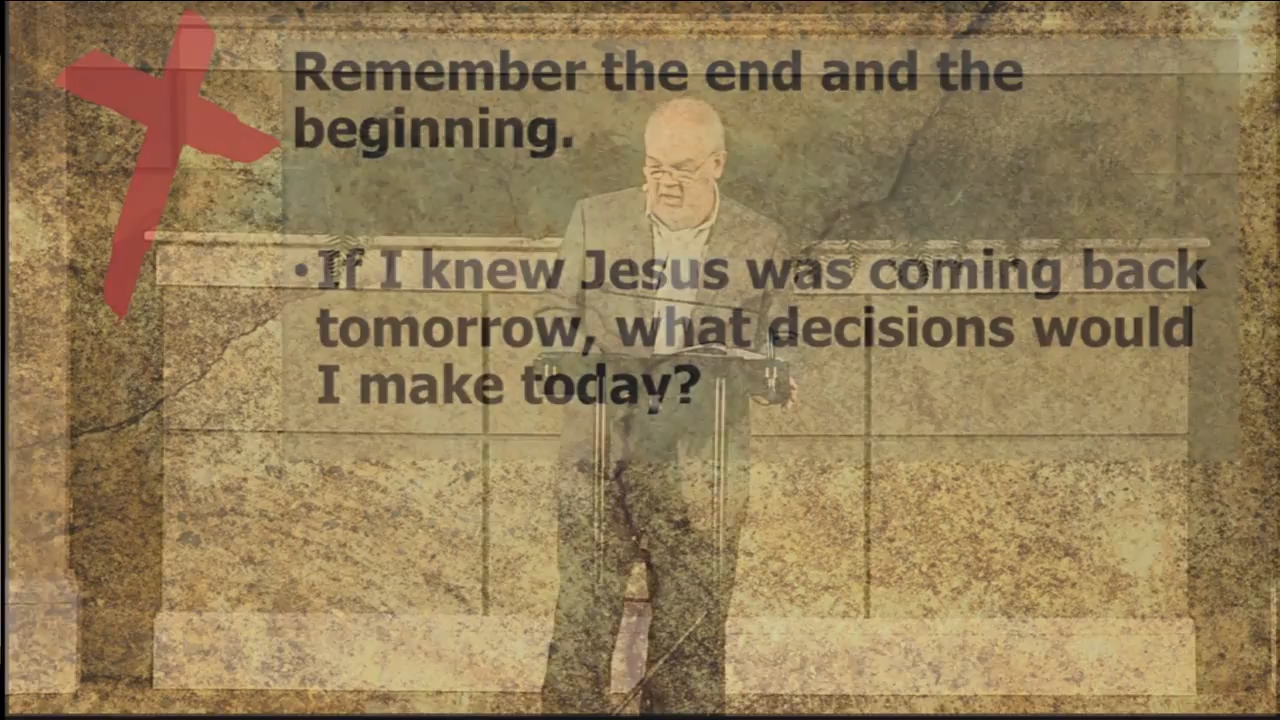 Remember the end and the
beginning.
•If I knew Jesus was coming back
tomorrow, what decisions would
I make today?